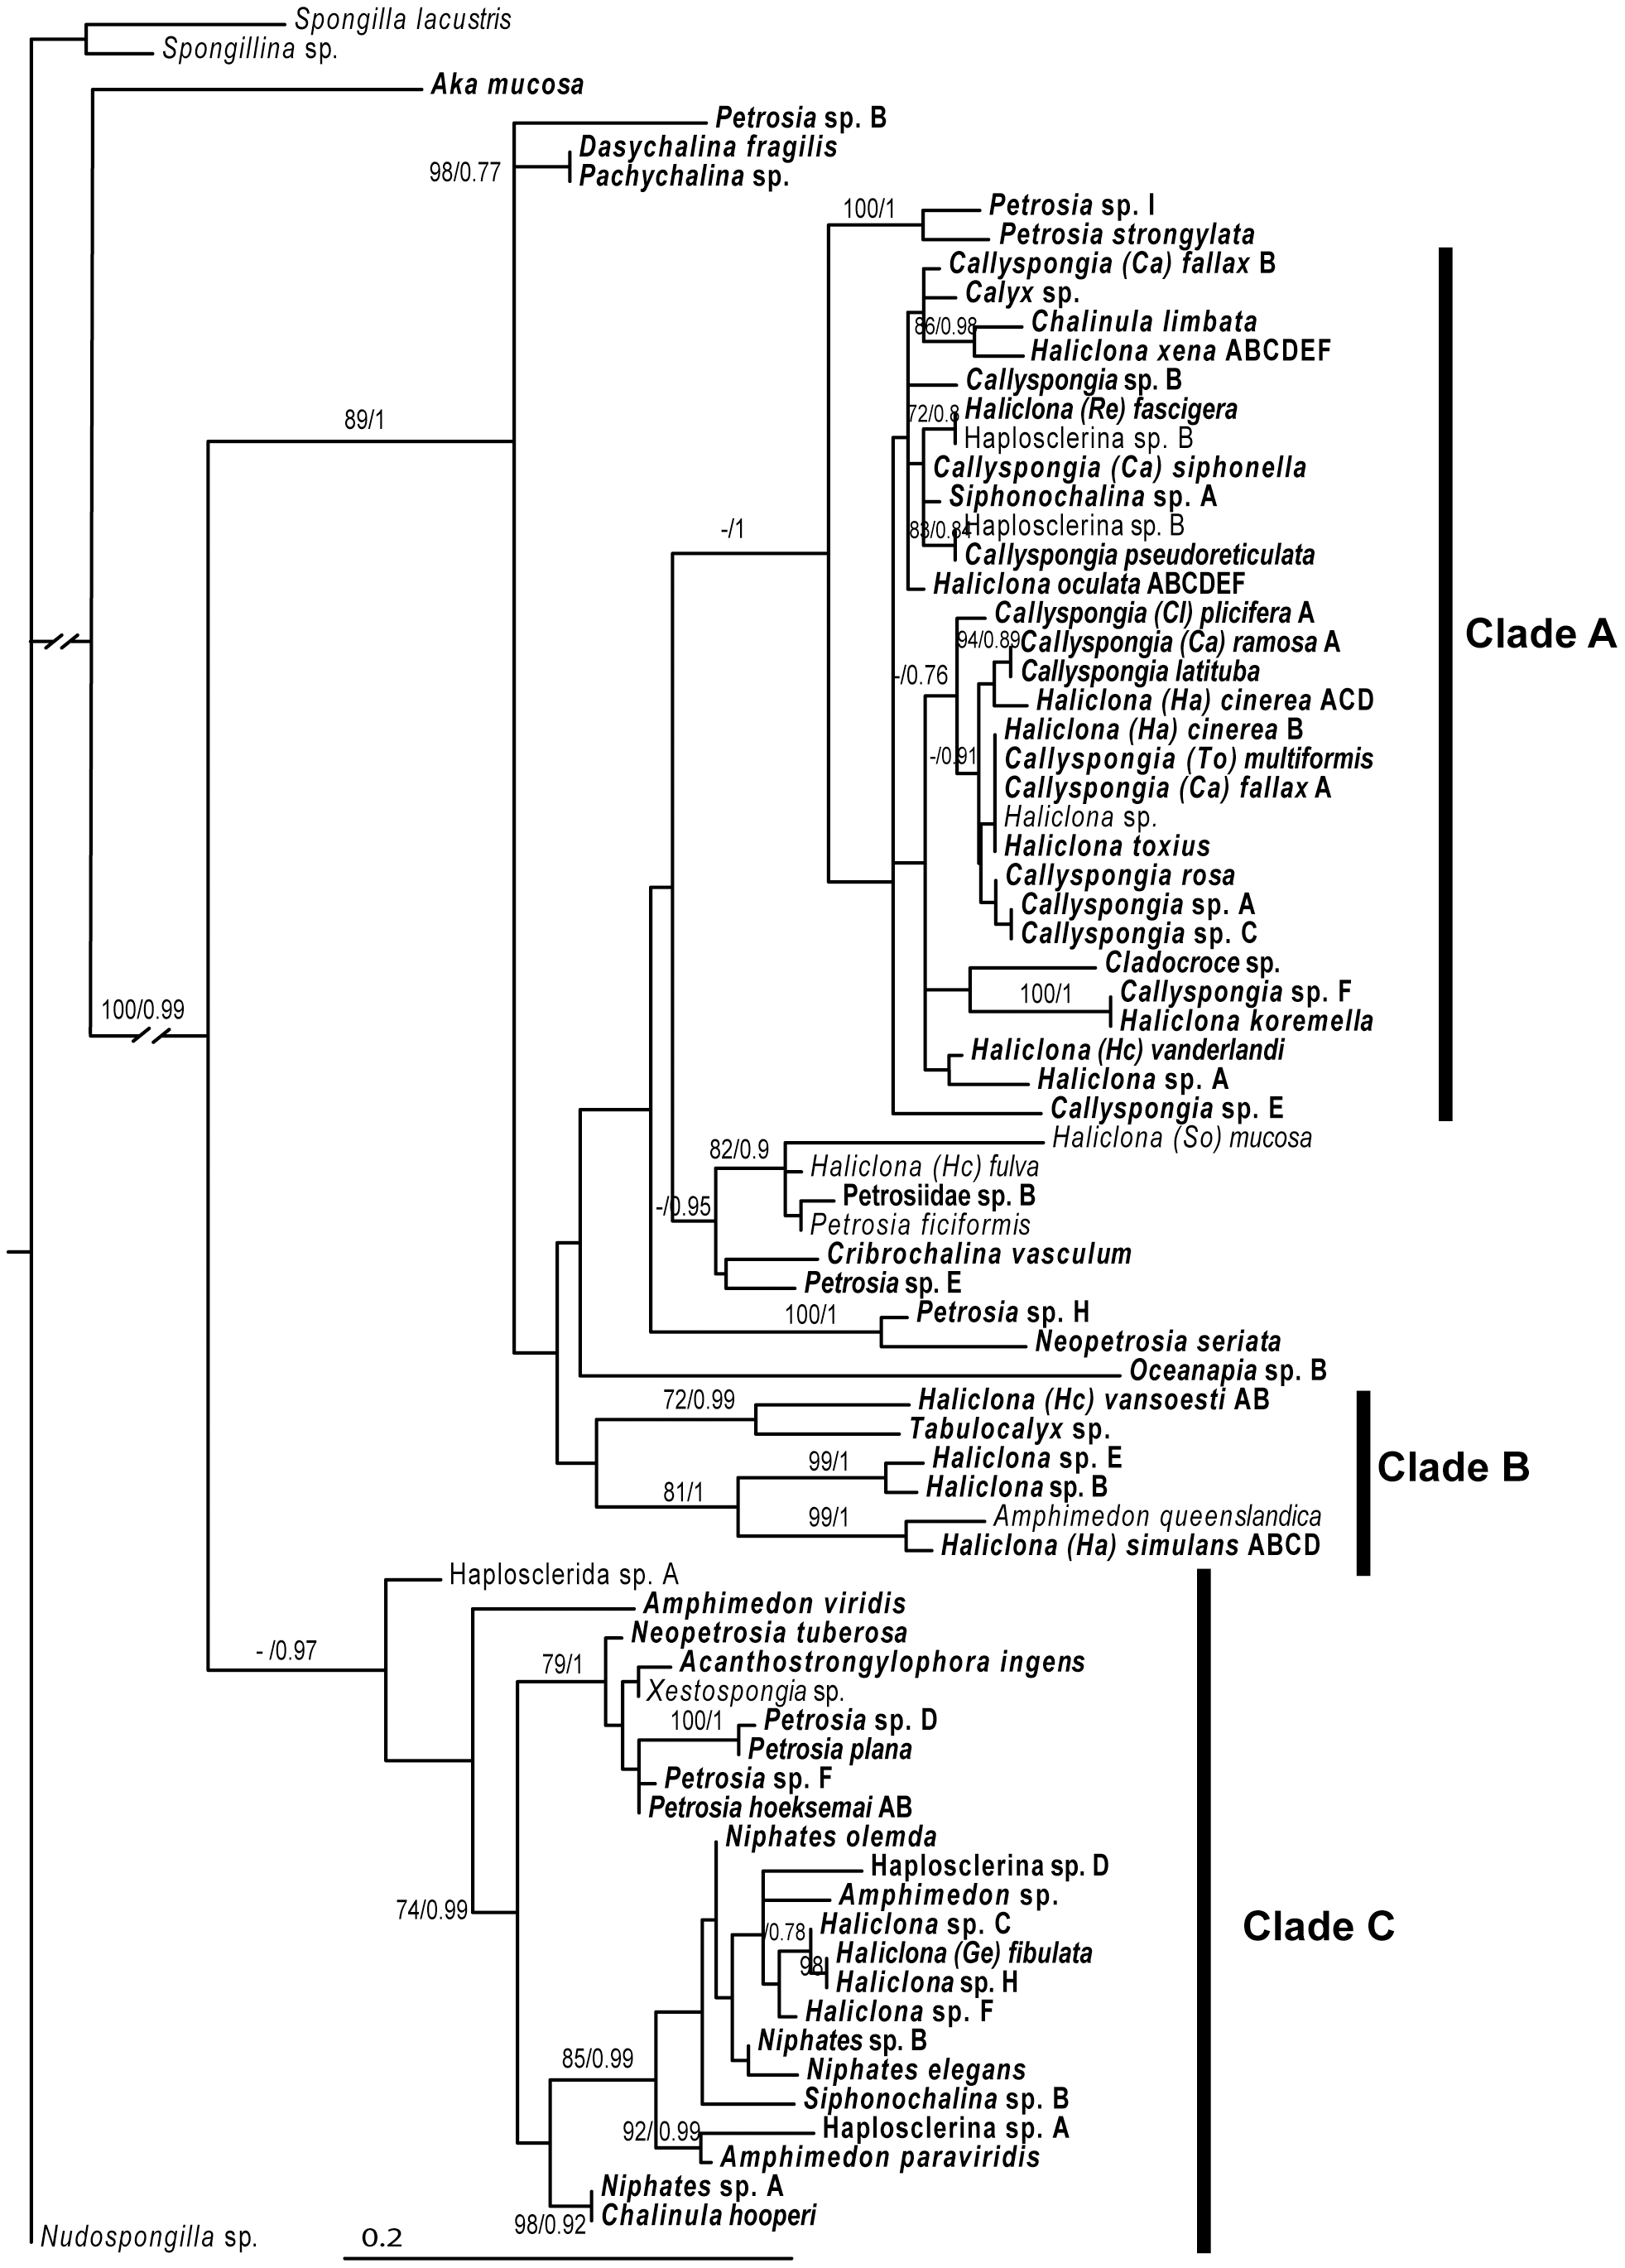 Spongilla lacustris
Spongillina sp.
Aka mucosa
Petrosia sp. B
Dasychalina fragilis
98/0.77
Pachychalina sp.
Petrosia sp. I
100/1
Petrosia strongylata
Callyspongia (Ca) fallax B
Calyx sp.
Chalinula limbata
86/0.98
Haliclona xena ABCDEF
Callyspongia sp. B
Haliclona (Re) fascigera
72/0.8
89/1
Haplosclerina sp. B
Callyspongia (Ca) siphonella
Siphonochalina sp. A
Haplosclerina sp. B
-/1
83/0.84
Callyspongia pseudoreticulata
Haliclona oculata ABCDEF
Callyspongia (Cl) plicifera A
Clade A
94/0.89
Callyspongia (Ca) ramosa A
Callyspongia latituba
-/0.76
Haliclona (Ha) cinerea ACD
Haliclona (Ha) cinerea B
-/0.91
Callyspongia (To) multiformis
Callyspongia (Ca) fallax A
Haliclona sp.
Haliclona toxius
Callyspongia rosa
Callyspongia sp. A
Callyspongia sp. C
Cladocroce sp.
100/1
Callyspongia sp. F
100/0.99
Haliclona koremella
Haliclona (Hc) vanderlandi
Haliclona sp. A
Callyspongia sp. E
Haliclona (So) mucosa
82/0.9
Haliclona (Hc) fulva
Petrosiidae sp. B
-/0.95
Petrosia ficiformis
Cribrochalina vasculum
Petrosia sp. E
Petrosia sp. H
100/1
Neopetrosia seriata
Oceanapia sp. B
72/0.99
Haliclona (Hc) vansoesti AB
Tabulocalyx sp.
Haliclona sp. E
99/1
Clade B
Haliclona sp. B
81/1
Amphimedon queenslandica
99/1
Haliclona (Ha) simulans ABCD
Haplosclerida sp. A
Amphimedon viridis
Neopetrosia tuberosa
- /0.97
79/1
Acanthostrongylophora ingens
Xestospongia sp.
100/1
Petrosia sp. D
Petrosia plana
Petrosia sp. F
Petrosia hoeksemai AB
Niphates olemda
Haplosclerina sp. D
Amphimedon sp.
74/0.99
Haliclona sp. C
Clade C
/0.78
Haliclona (Ge) fibulata
98
Haliclona sp. H
Haliclona sp. F
Niphates sp. B
85/0.99
Niphates elegans
Siphonochalina sp. B
Haplosclerina sp. A
92/ 0.99
Amphimedon paraviridis
Niphates sp. A
Chalinula hooperi
98/0.92
Nudospongilla sp.
0.2